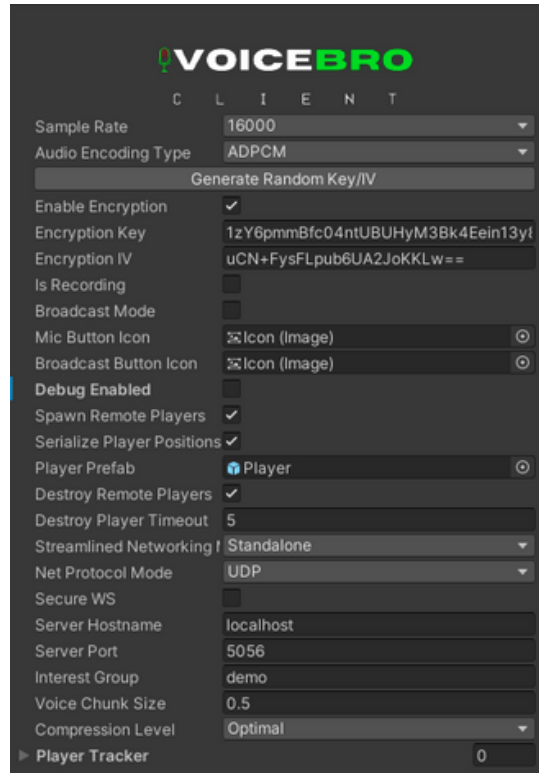 VOICEBRO
CLIENT
Sample Rate 16000
Audio Encoding Type ADPCM
Generate Random Key/IV
Enable Encryption
Encryption Key 1zY6pmmBfc04ntUBUHyM3Bk4Eein13y
Encryption IV uCN+FysFLpub6UA2JoKKLw==
Is Recording
Broadcast Mode
Mic Button Icon Icon (Image)
Broadcast Button Icon Icon (Image)
Debug Enabled
Spawn Remote Players
Serialize Player Positions
Player Prefab Player
Destroy Remote Players
Destroy Player Timeout 5
Streamlined Networking Standalone
Net Protocol Mode UDP
Secure WS
Server Hostname localhost
Server Port 5056
Interest Group demo
Voice Chunk Size 0.5
Compression Level Optimal
Player Tracker 0